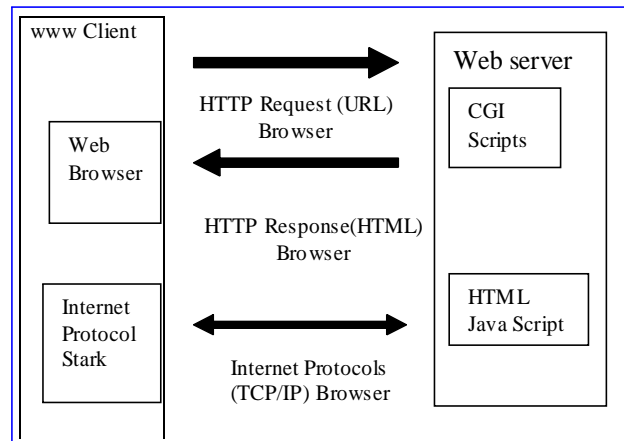 www Client
Web server
HTTP Request (URL)
Browser
CGI
Scripts
Web
Browser
HTTP Response(HTML)
Browser
Internet
Protocol
Stark
HTML
Java Script
Internet Protocols
(TCP/IP) Browser